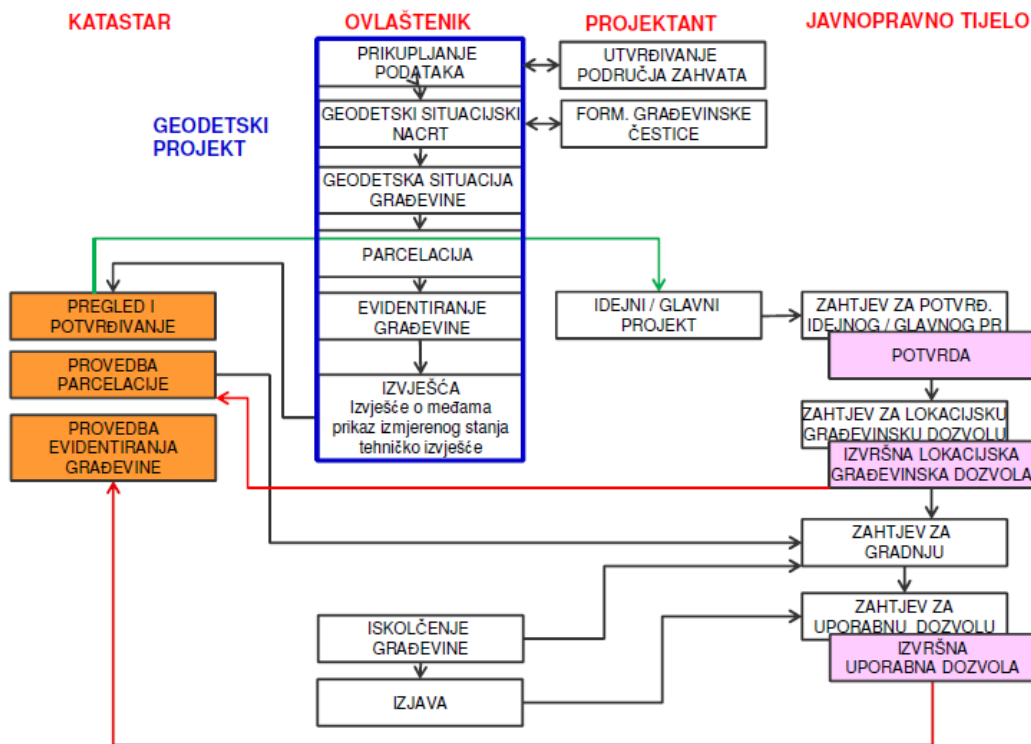 KATASTAR
OVLAŠTENIK
PROJEKTANT
JAVNOPRAVNO TIJELO
GEODETSKI
PROJEKT
PRIKUPLJANJE
PODATAKA
UTVRĐIVANJE
PODRUČJA ZAHVATA
GEODETSKI SITUACIJSKI
NACRT
FORM. GRAĐEVINSKE
ČESTICE
GEODETSKA SITUACIJA
GRAĐEVINE
PARCELACIJA
EVIDENTIRANJE
GRAĐEVINE
IZVJEŠĆA
Izvješće o međama
prikaz izmjerenog stanja
tehničko izvješće
PREGLED I
POTVRĐIVANJE
PROVEDBA
PARCELACIJE
PROVEDBA
EVIDENTIRANJA
GRAĐEVINE
IDEJNI / GLAVNI
PROJEKT
ZAHTJEV ZA POTVRĐ.
IDEJNOG / GLAVNOG PR
POTVRDA
ZAHTJEV ZA LOKACIJSKU
GRAĐEVINSKU DOZVOLU
IZVRŠNA LOKACIJSKA
GRAĐEVINSKA DOZVOLA
ZAHTJEV ZA
GRADNJU
ISKOLČENJE
GRAĐEVINE
IZJAVA
ZAHTJEV ZA
UPORABNU DOZVOLU
IZVRŠNA
UPORABNA DOZVOLA